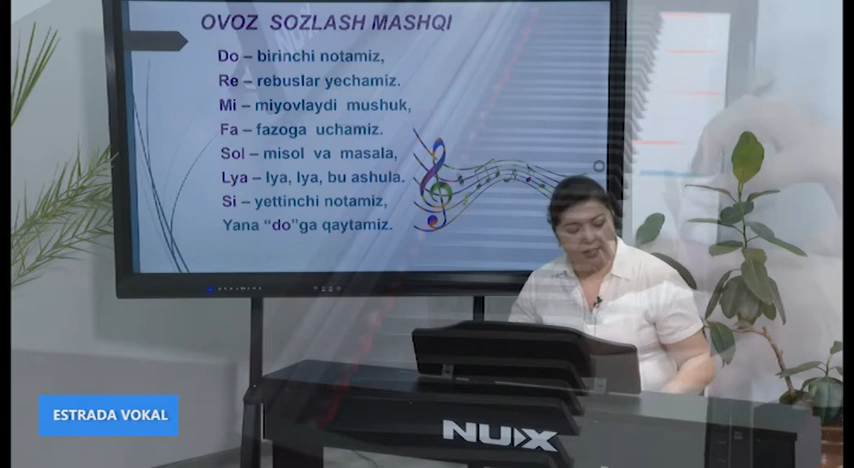 OVOZ SOZLASH MASHQI
Do – birinchi notamiz,
Re – rebuslar yechamiz.
Mi – miyovlaydi mushuk,
Fa – fazoga uchamiz.
Sol – misol va masala,
Lya – lya, lya, bu ashula.
Si – yettinchi notamiz,
Yana “do”ga qaytamiz.
ESTRADA VOKAL
NUX